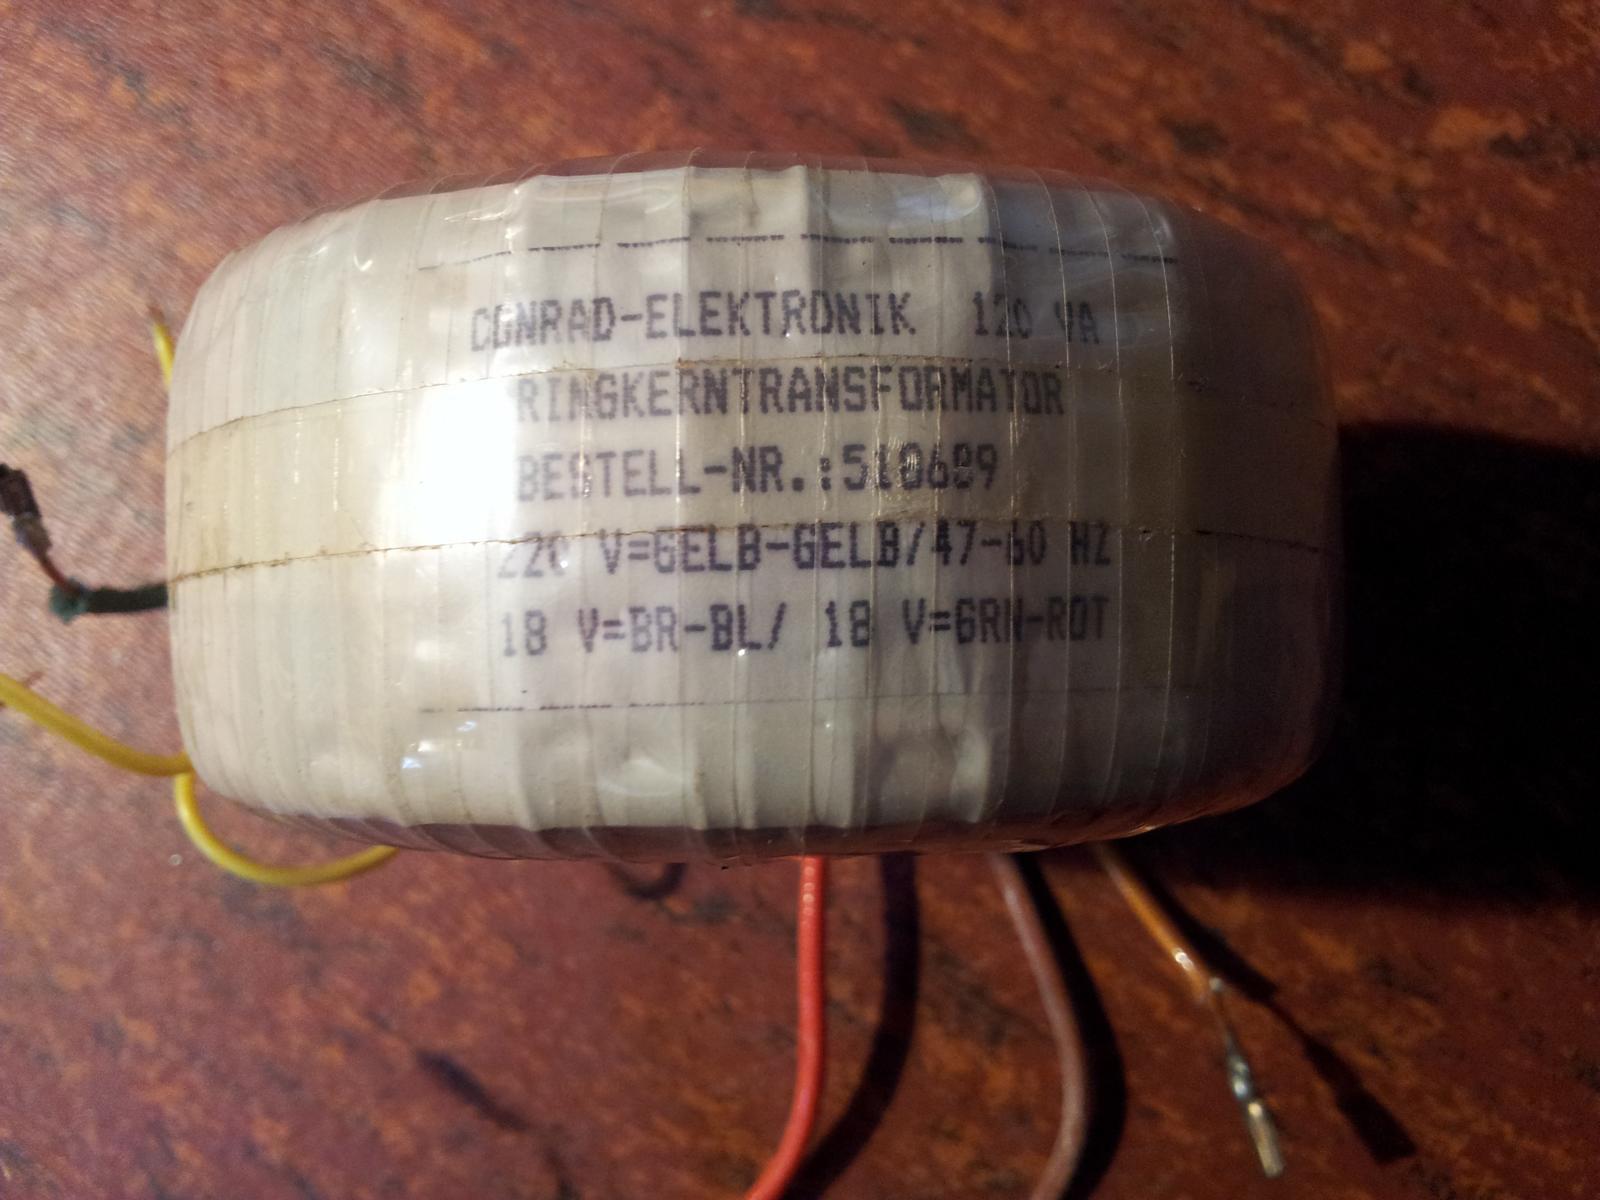 CONRAD-ELEKTRONIK 120 VA
RINGKERNTRANSFORMATOR
BESTELL-NR.:518689
220 V=GELB-GELB/47-60 HZ
18 V=BR-BL/ 18 V=GRN-ROT